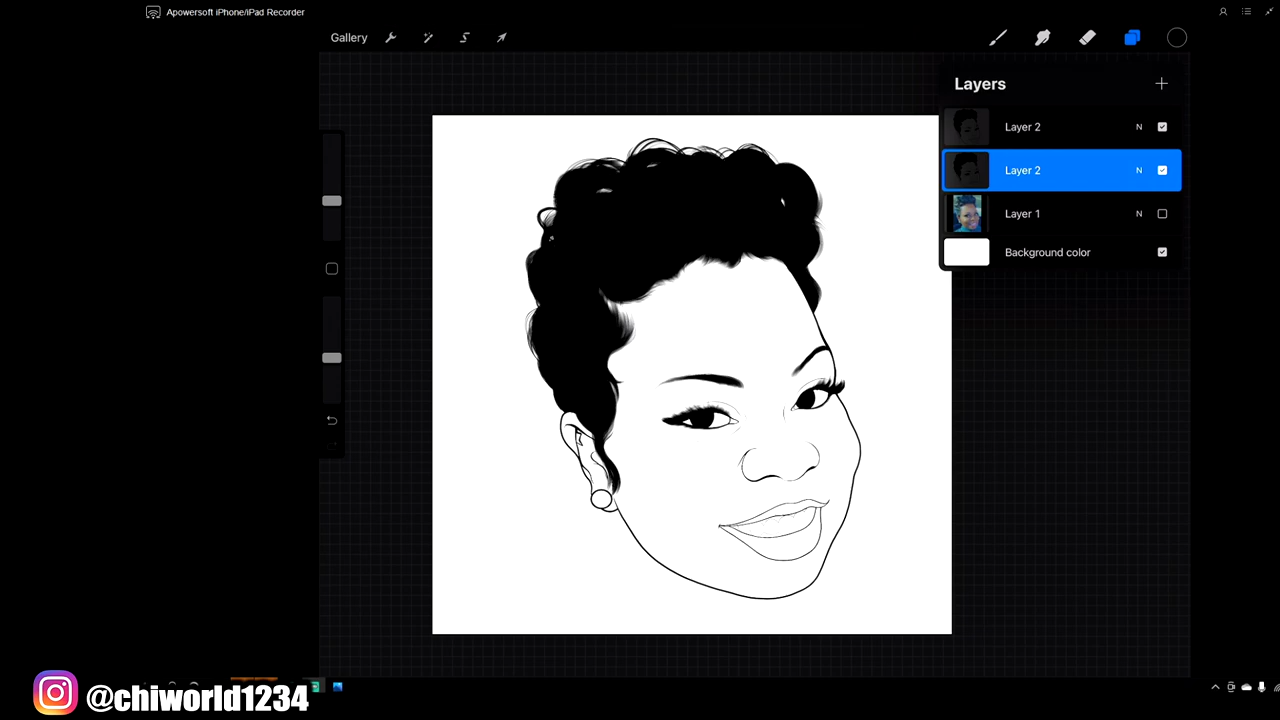 Apowersoft iPhone/iPad Recorder
Gallery
Layers
Layer 2 N
Layer 2 N
Layer 1 N
Background color
@chiworld1234